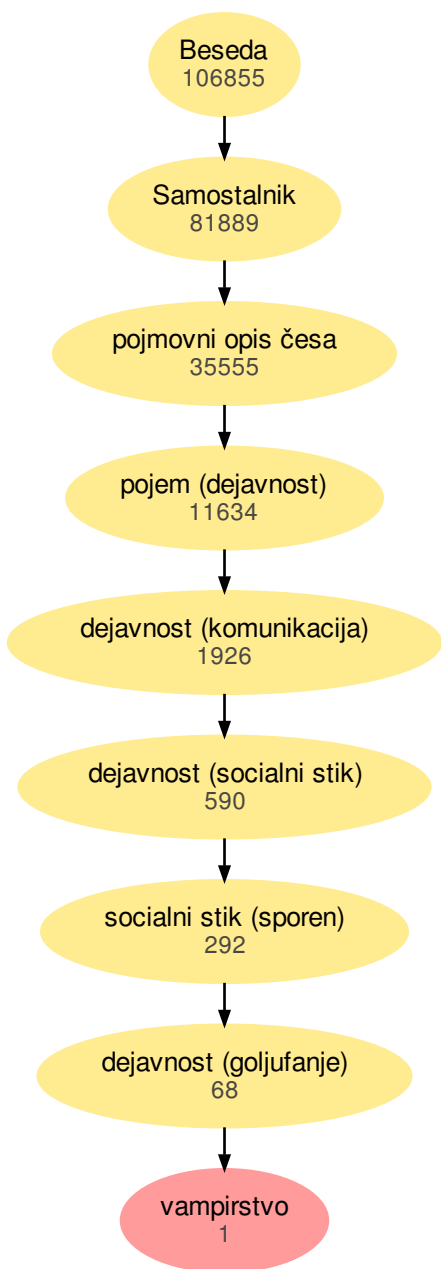 Beseda
106855
Samostalnik
81889
pojmovni opis česa
35555
pojem (dejavnost)
11634
dejavnost (komunikacija)
1926
dejavnost (socialni stik)
590
socialni stik (sporen)
292
dejavnost (goljufanje)
68
vampirstvo
1